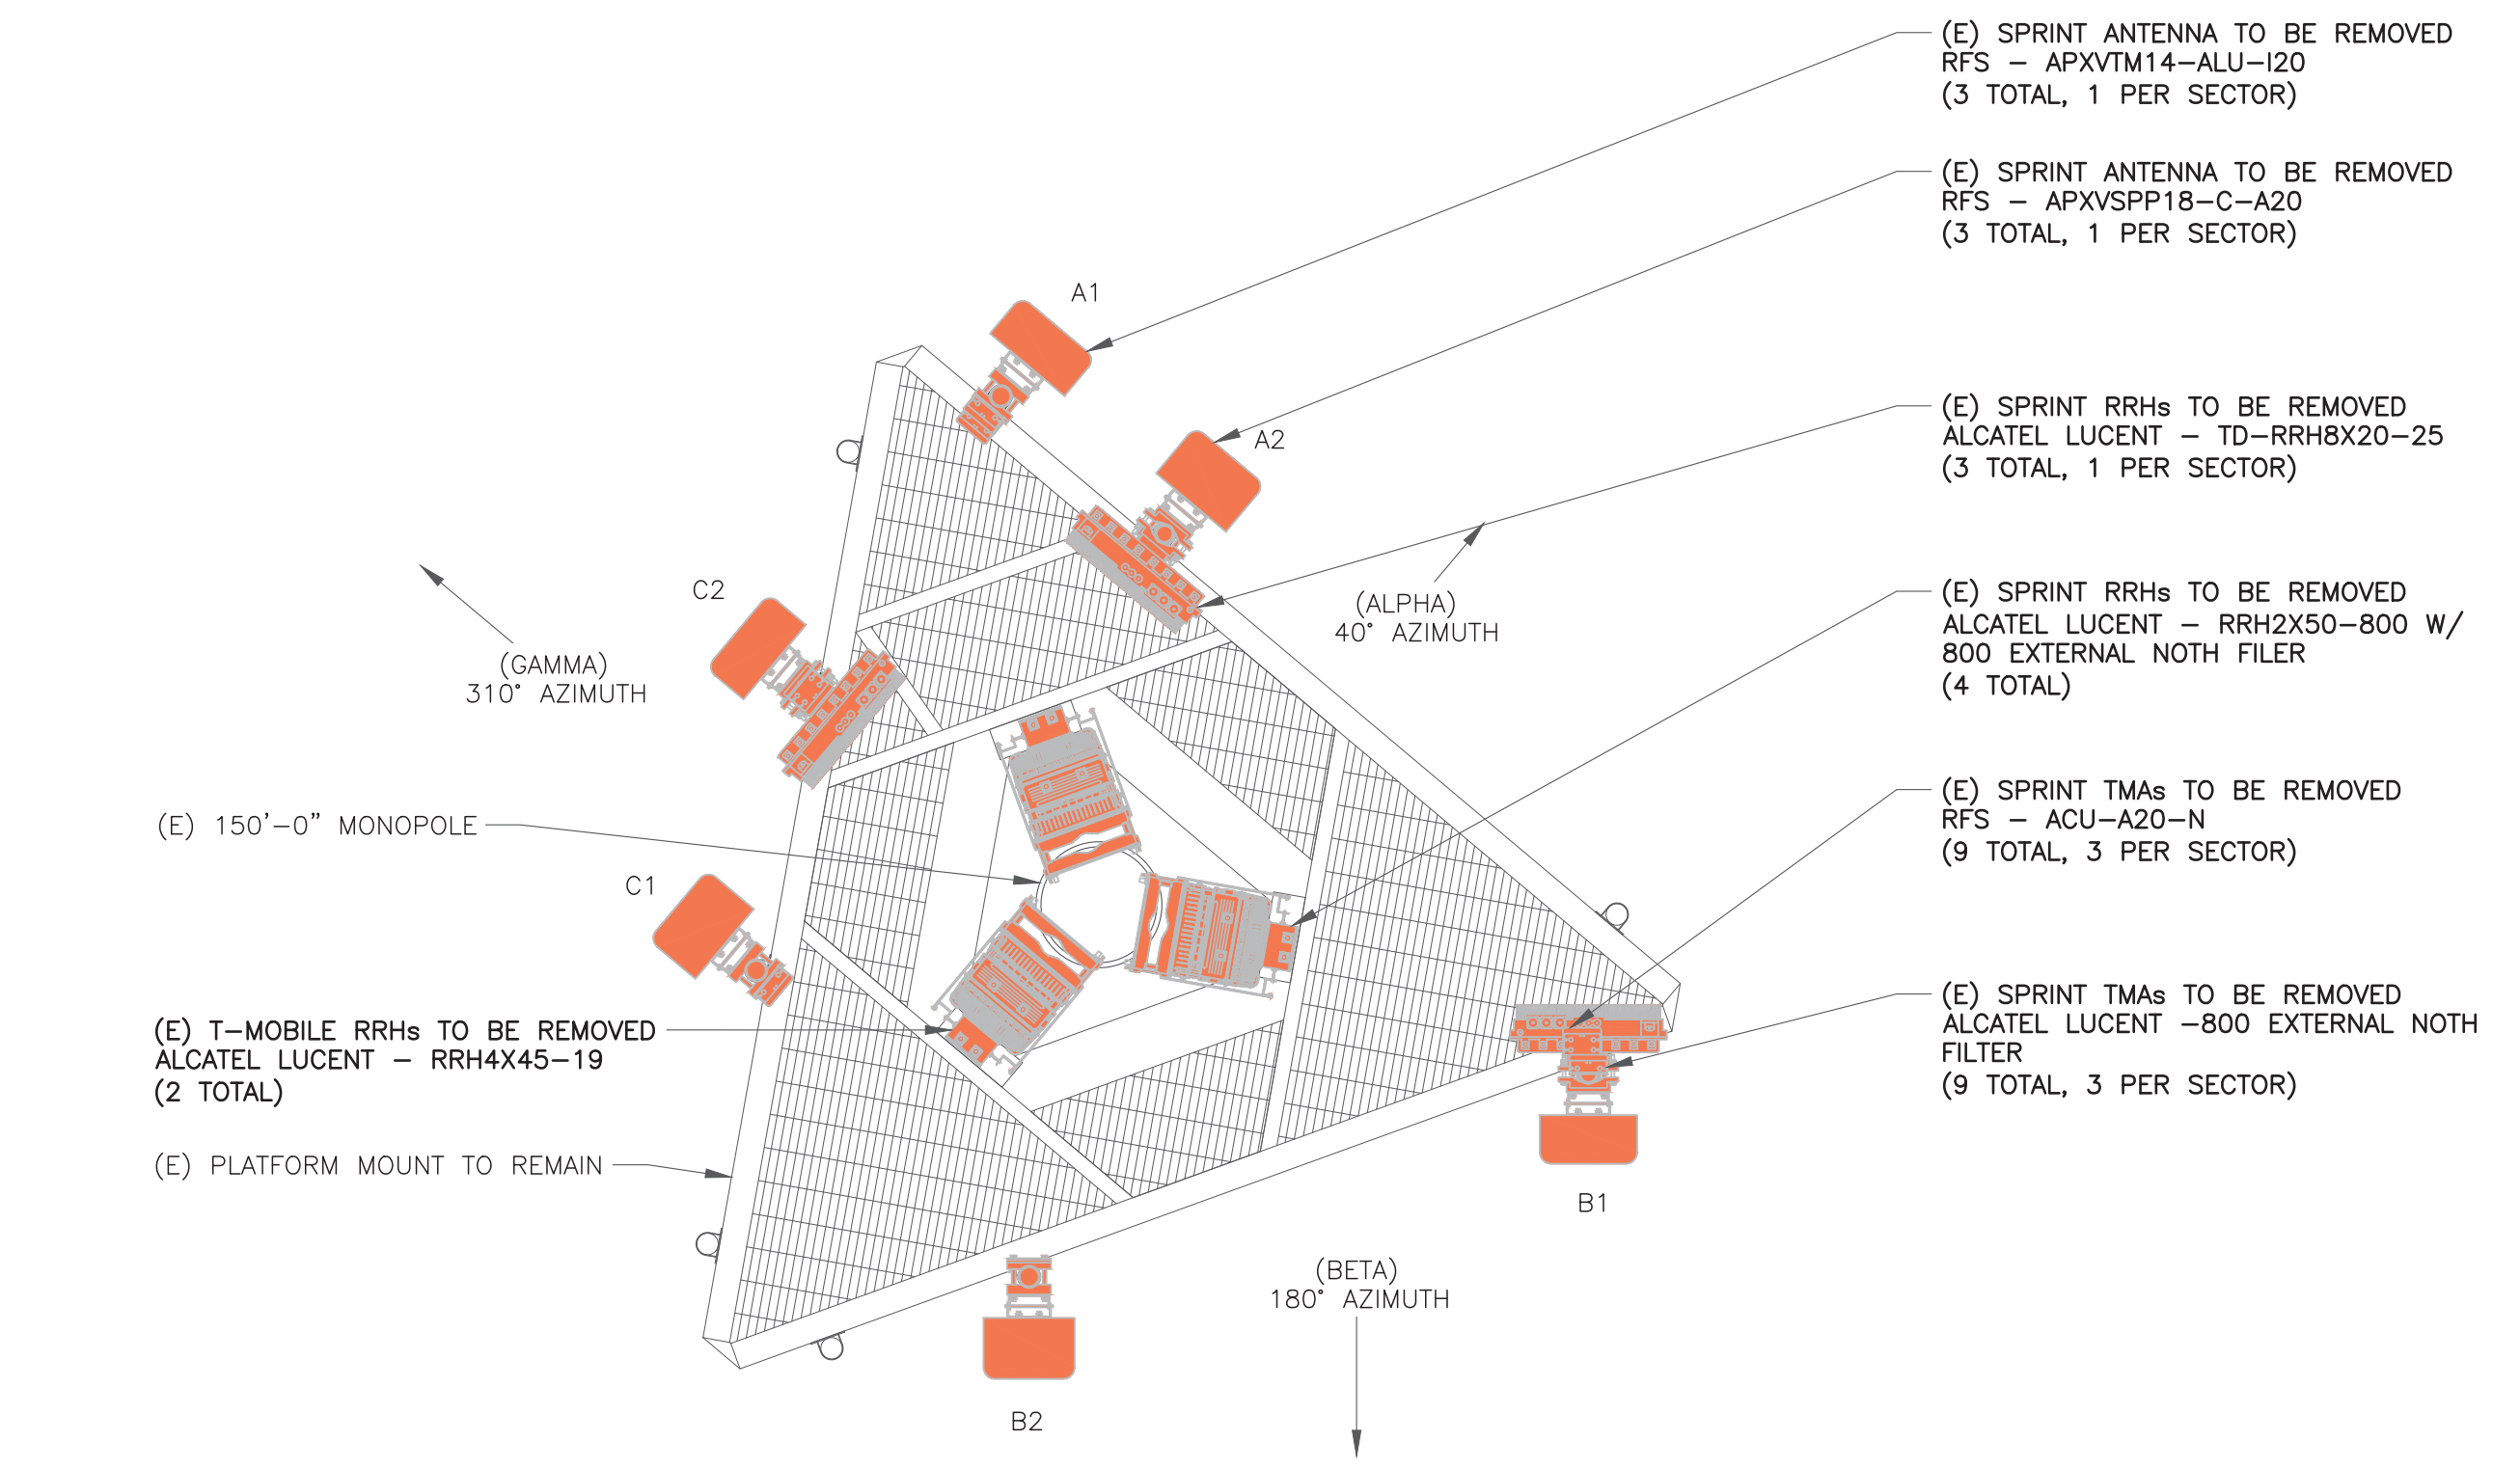 (E) SPRINT ANTENNA TO BE REMOVED
RFS - APXVTM14-ALU-I20
(3 TOTAL, 1 PER SECTOR)
(E) SPRINT ANTENNA TO BE REMOVED
RFS - APXVSPP18-C-A20
(3 TOTAL, 1 PER SECTOR)
A1
A2
(E) SPRINT RRHs TO BE REMOVED
ALCATEL LUCENT - TD-RRH8X20-25
(3 TOTAL, 1 PER SECTOR)
C2
(ALPHA)
40° AZIMUTH
(E) SPRINT RRHs TO BE REMOVED
ALCATEL LUCENT - RRH2X50-800 W/
800 EXTERNAL NOTH FILER
(4 TOTAL)
(GAMMA)
310° AZIMUTH
(E) 150'-0" MONOPOLE
(E) SPRINT TMAs TO BE REMOVED
RFS - ACU-A20-N
(9 TOTAL, 3 PER SECTOR)
C1
(E) T-MOBILE RRHs TO BE REMOVED
ALCATEL LUCENT - RRH4X45-19
(2 TOTAL)
(E) SPRINT TMAs TO BE REMOVED
ALCATEL LUCENT -800 EXTERNAL NOTH
FILTER
(9 TOTAL, 3 PER SECTOR)
(E) PLATFORM MOUNT TO REMAIN
B1
(BETA)
180° AZIMUTH
B2